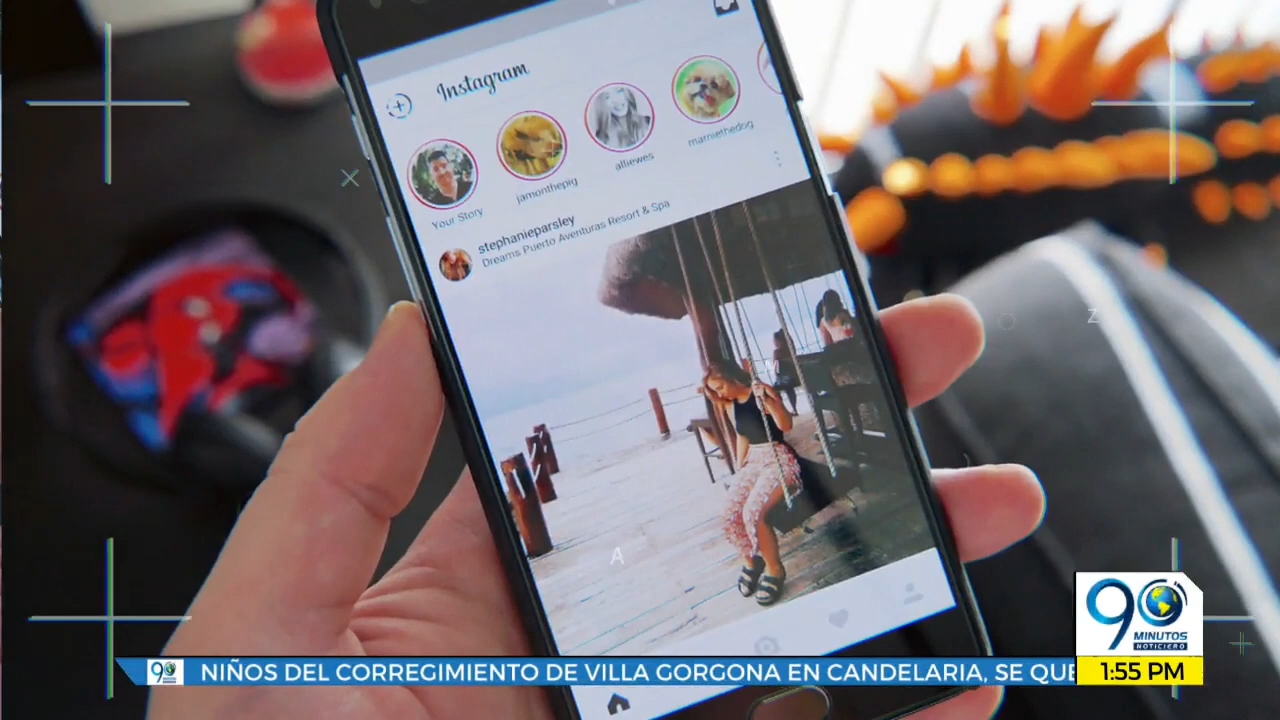 Instagram
Your Story
jamonthepig
alliewes
marniethedog
stephanieparsley
Dreams Puerto Aventuras Resort & Spa
Z
A
90
MINUTOS
NOTICIERO
90 NIÑOS DEL CORREGIMIENTO DE VILLA GORGONA EN CANDELARIA, SE QUE
1:55 PM